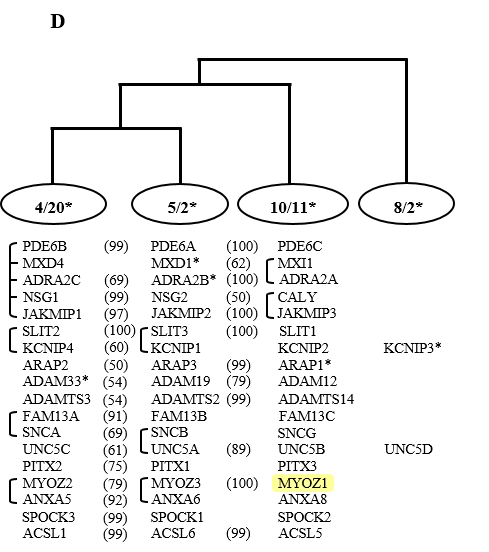 D
4/20* 5/2* 10/11* 8/2*
PDE6B (99) PDE6A (100) PDE6C
MXD4 MXD1* (62) MXI1
ADRA2C (69) ADRA2B* (100) ADRA2A
NSG1 (99) NSG2 (50) CALY
JAKMIP1 (97) JAKMIP2 (100) JAKMIP3
SLIT2 (100) SLIT3 (100) SLIT1
KCNIP4 (60) KCNIP1 KCNIP2 KCNIP3*
ARAP2 (50) ARAP3 (99) ARAP1*
ADAM33* (54) ADAM19 (79) ADAM12
ADAMTS3 (54) ADAMTS2 (99) ADAMTS14
FAM13A (91) FAM13B FAM13C
SNCA (69) SNCB SNCG
UNC5C (61) UNC5A (89) UNC5B UNC5D
PITX2 (75) PITX1 PITX3
MYOZ2 (79) MYOZ3 (100) MYOZ1
ANXA5 (92) ANXA6 ANXA8
SPOCK3 (99) SPOCK1 SPOCK2
ACSL1 (99) ACSL6 (99) ACSL5